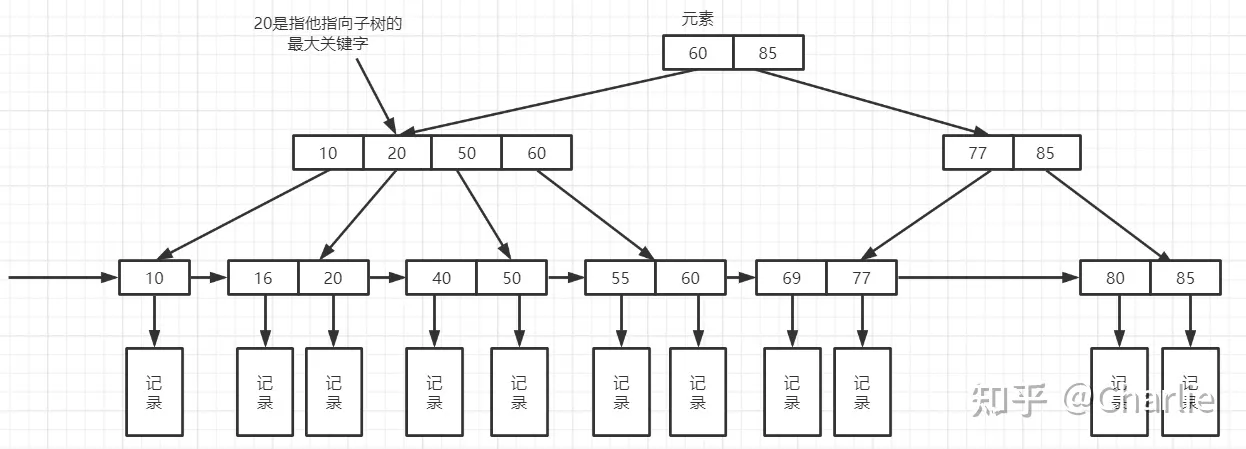 20是指他指向子树的
最大关键字
元素
60 85
10 20 50 60
77 85
10 16 20 40 50 55 60 69 77 80 85
记录 记录 记录 记录 记录 记录 记录 记录 记录 记录 记录
知乎 @Charlie